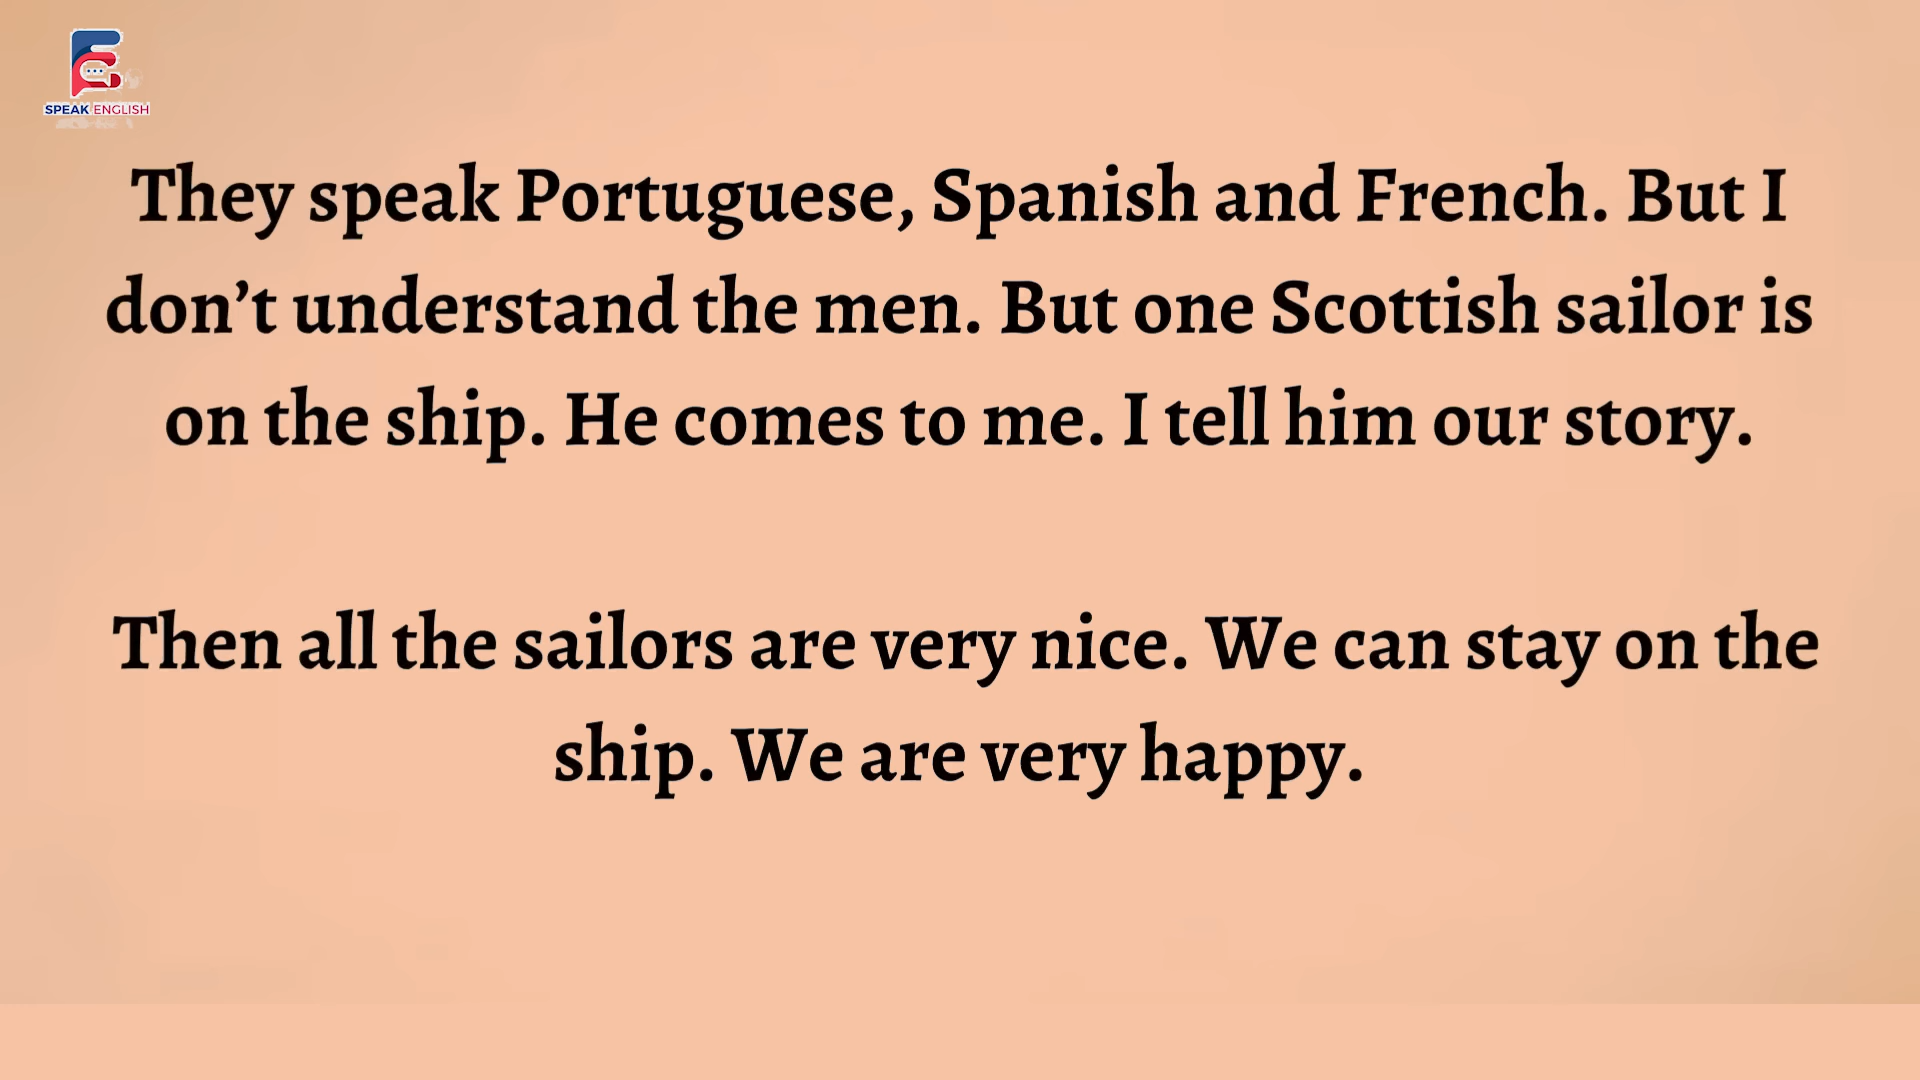 SPEAK ENGLISH
They speak Portuguese, Spanish and French. But I
don’t understand the men. But one Scottish sailor is
on the ship. He comes to me. I tell him our story.
Then all the sailors are very nice. We can stay on the
ship. We are very happy.